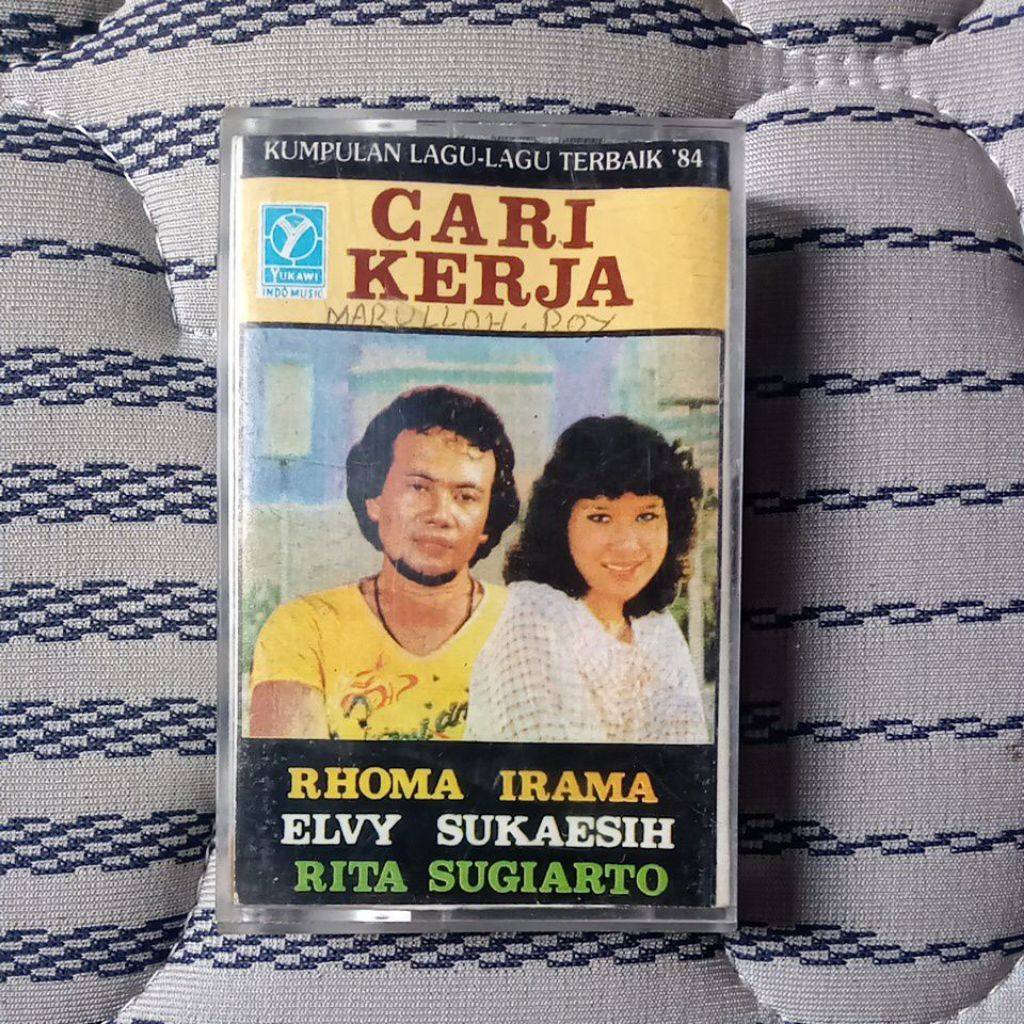 KUMPULAN LAGU-LAGU TERBAIK '84
CARI
KERJA
YUKAWI
INDO MUSIC
MARULLOH . ROY
RHOMA IRAMA
ELVY SUKAESIH
RITA SUGIARTO